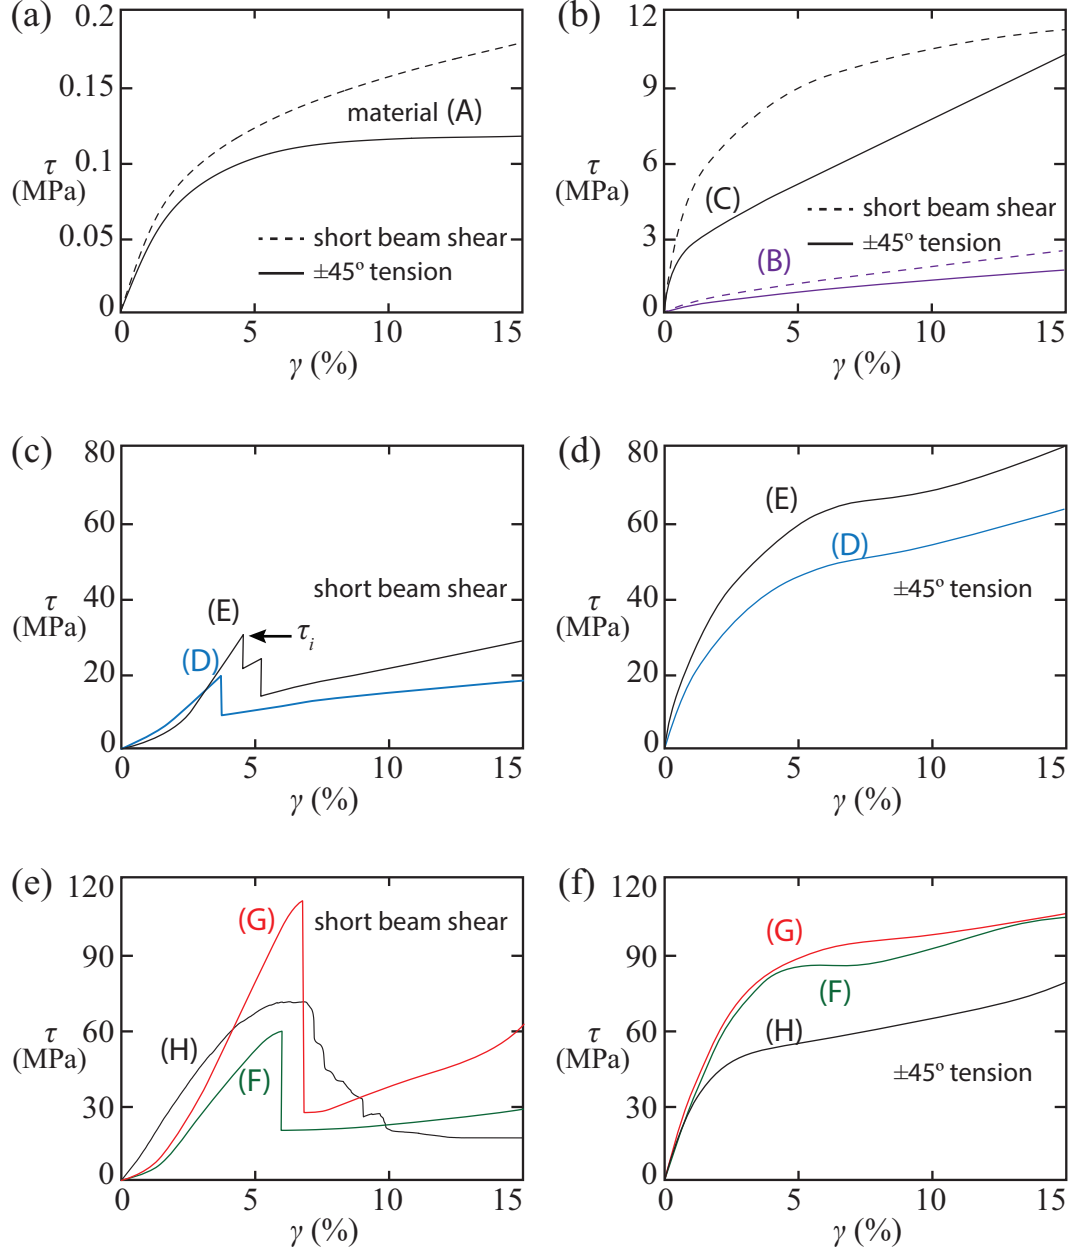 (a)
0.2
0.15
0.1
0.05
0
τ
(MPa)
material (A)
short beam shear
±45º tension
0
5
10
15
γ (%)
(b)
12
9
6
3
0
τ
(MPa)
(C)
short beam shear
±45º tension
(B)
0
5
10
15
γ (%)
(c)
80
60
40
20
0
τ
(MPa)
short beam shear
(E)
τi
(D)
0
5
10
15
γ (%)
(d)
80
60
40
20
0
τ
(MPa)
(E)
(D)
±45º tension
0
5
10
15
γ (%)
(e)
120
90
60
30
0
τ
(MPa)
(G)
short beam shear
(H)
(F)
0
5
10
15
γ (%)
(f)
120
90
60
30
0
τ
(MPa)
(G)
(F)
(H)
±45º tension
0
5
10
15
γ (%)